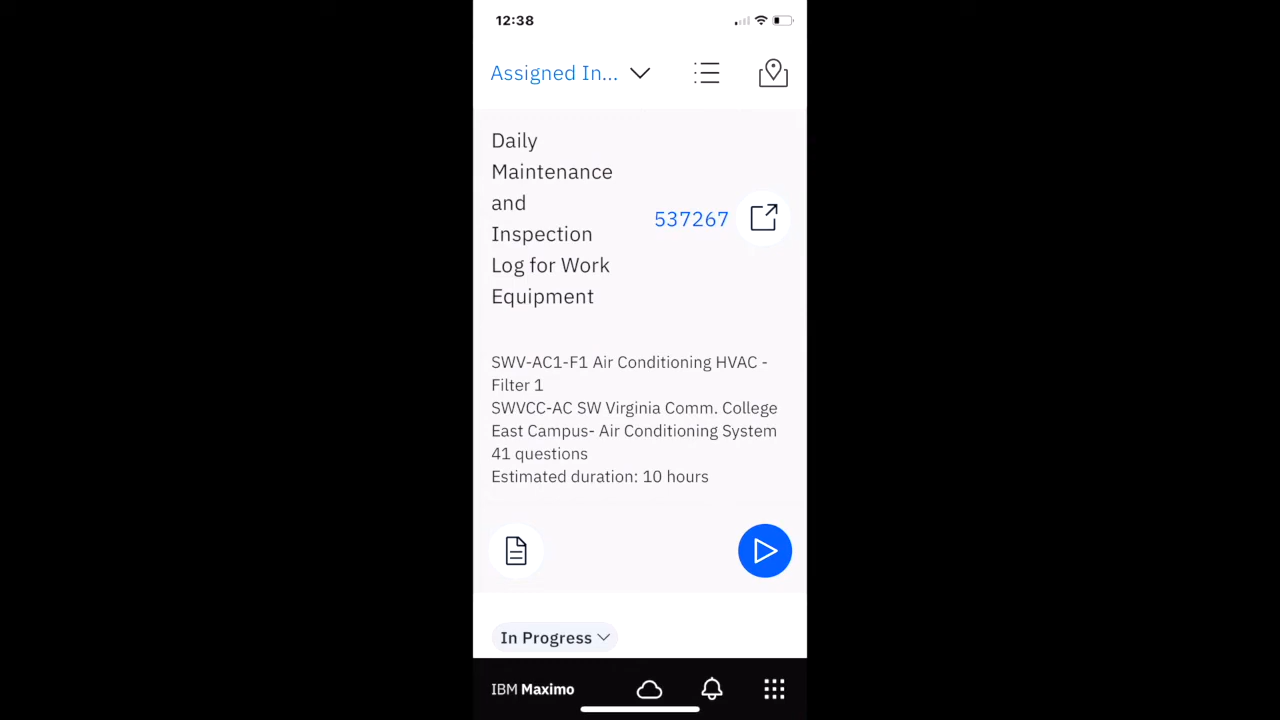 12:38
Assigned In...
Daily
Maintenance
and
Inspection
Log for Work
Equipment
537267
SWV-AC1-F1 Air Conditioning HVAC -
Filter 1
SWVCC-AC SW Virginia Comm. College
East Campus- Air Conditioning System
41 questions
Estimated duration: 10 hours
In Progress
IBM Maximo